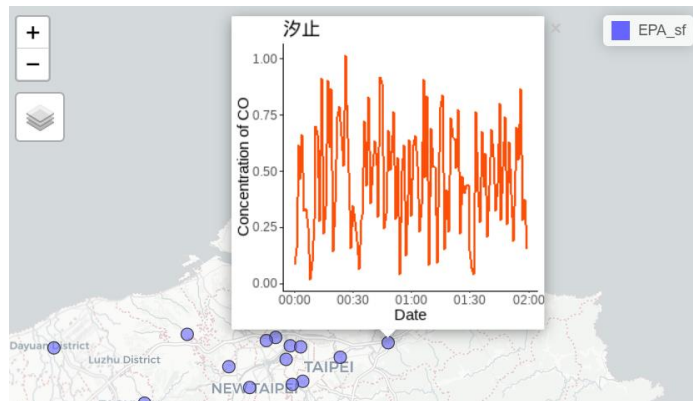 +
−
汐止
×
EPA_sf
Concentration of CO
1.00
0.75
0.50
0.25
0.00
00:00
00:30
01:00
01:30
02:00
Date
Dayuan District
Luzhu District
TAIPEI
NEW TAIPEI